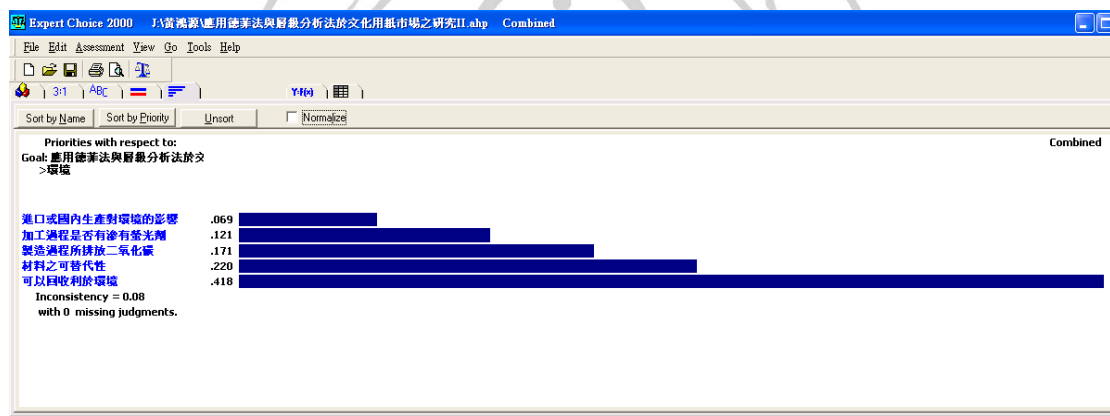 Expert Choice 2000 J:\黃鴻源\應用德菲法與層級分析法於文化用紙市場之研究II.ahp Combined
File Edit Assessment View Go Tools Help
3:1 ABC Y=F(x)
Sort by Name Sort by Priority Unsort Normalize
Priorities with respect to: Combined
Goal: 應用德菲法與層級分析法於文
>環境
進口或國內生產對環境的影響 .069
加工過程是否有滲有螢光劑 .121
製造過程所排放二氧化碳 .171
材料之可替代性 .220
可以回收利於環境 .418
Inconsistency = 0.08
with 0 missing judgments.